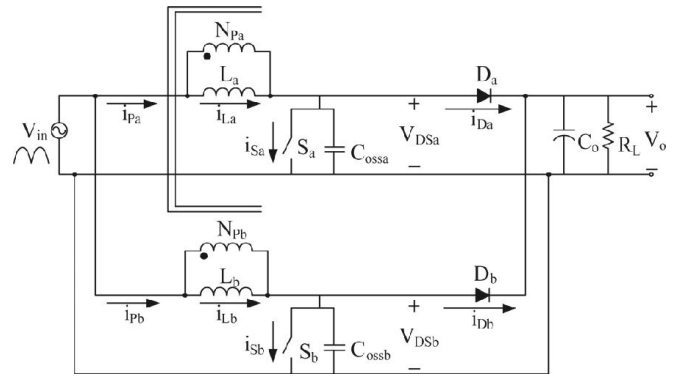 N_Pa
L_a
D_a
i_Pa
i_La
i_Da
V_in
i_Sa
S_a
C_ossa
V_DSa
+
−
C_o
R_L
+
V_o
−
N_Pb
L_b
D_b
i_Pb
i_Lb
i_Db
i_Sb
S_b
C_ossb
V_DSb
+
−